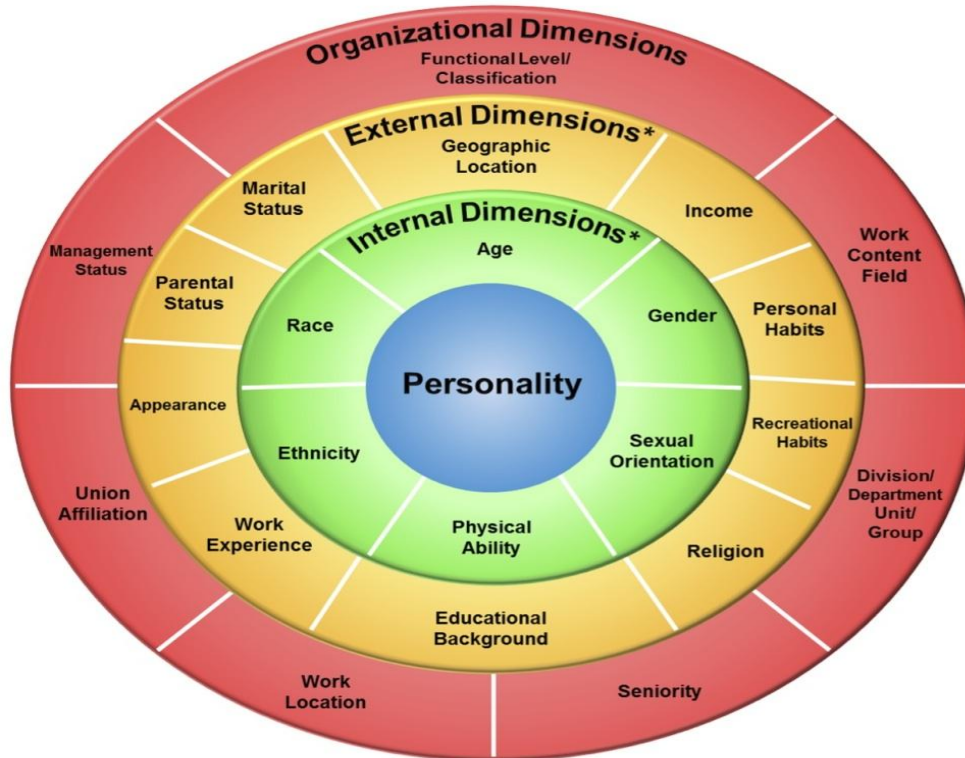 Organizational Dimensions
Functional Level/
Classification
External Dimensions*
Geographic
Location
Marital
Status
Income
Internal Dimensions*
Age
Management
Status
Work
Content
Field
Parental
Status
Personal
Habits
Race
Gender
Personality
Appearance
Recreational
Habits
Ethnicity
Sexual
Orientation
Union
Affiliation
Division/
Department
Unit/
Group
Work
Experience
Physical
Ability
Religion
Educational
Background
Work
Location
Seniority